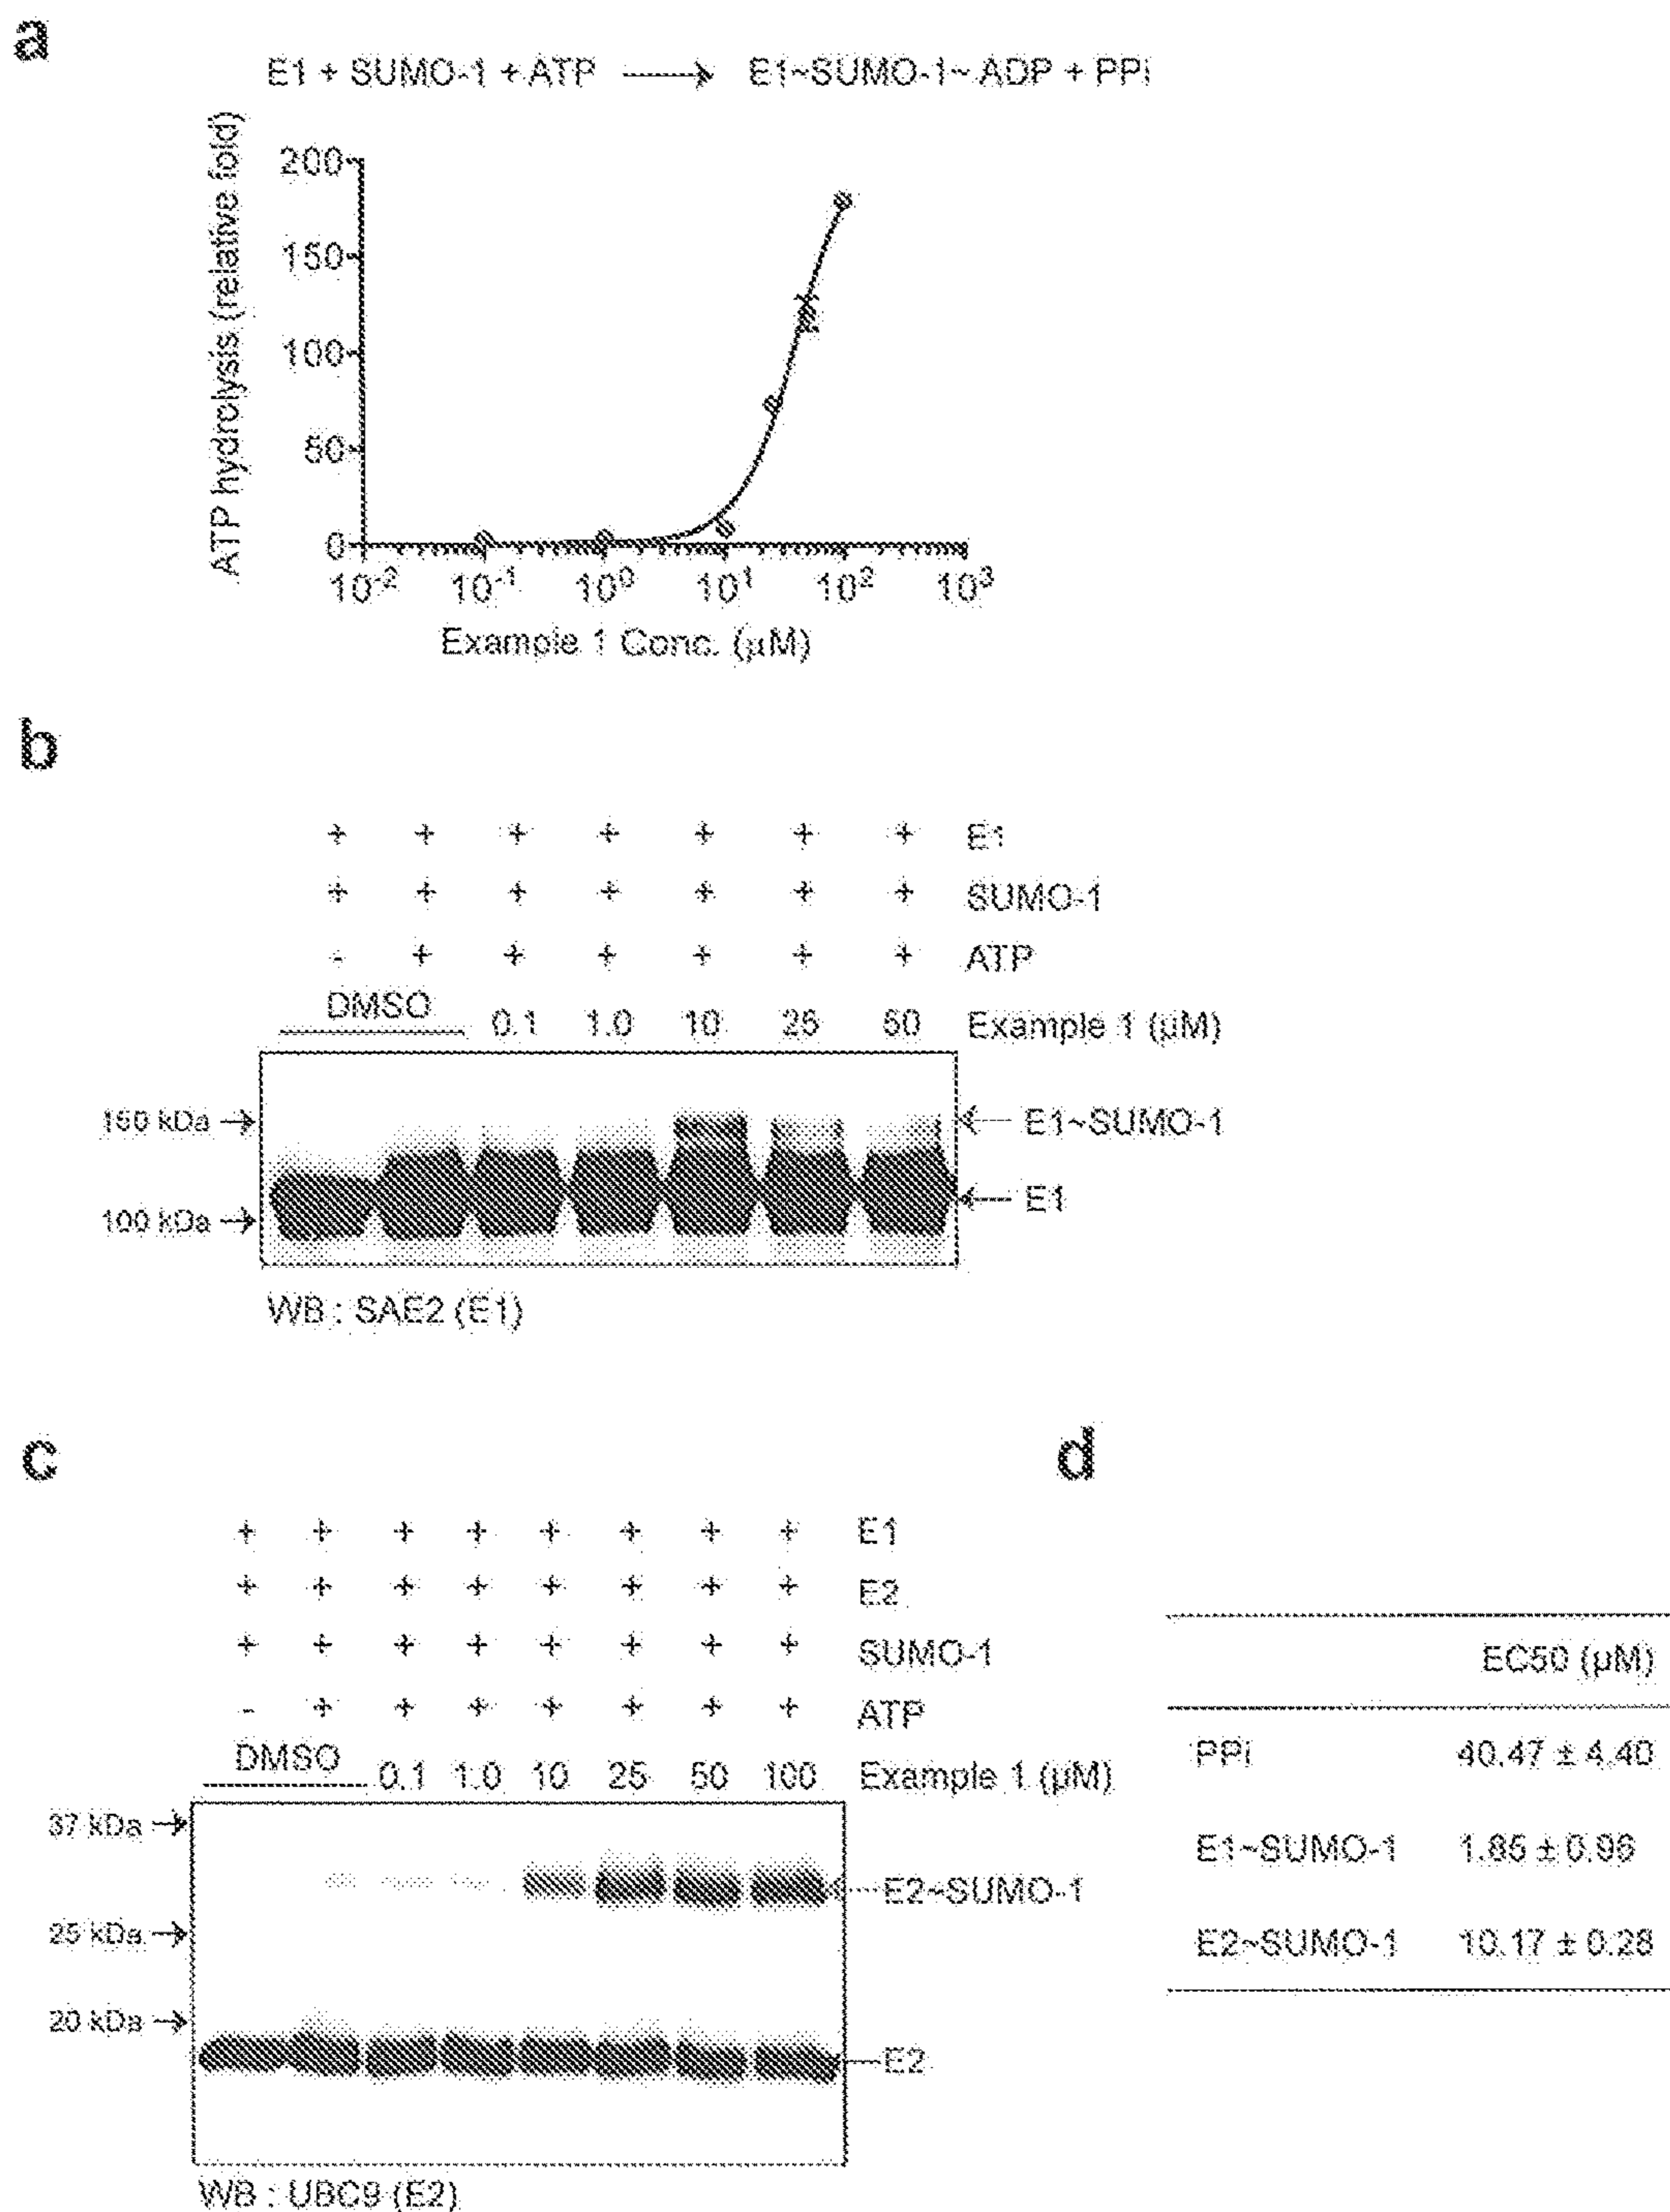 a
E1 + SUMO-1 + ATP → E1~SUMO-1~ ADP + PPi
ATP hydrolysis (relative fold)
200
150
100
50
0
10⁻² 10⁻¹ 10⁰ 10¹ 10² 10³
Example 1 Conc. (µM)
b
+ + + + + + + E1
+ + + + + + + SUMO-1
- + + + + + + ATP
DMSO 0.1 1.0 10 25 50 Example 1 (µM)
150 kDa → ← E1~SUMO-1
100 kDa → ← E1
WB : SAE2 (E1)
c
+ + + + + + + + E1
+ + + + + + + + E2
+ + + + + + + + SUMO-1
- + + + + + + + ATP
DMSO 0.1 1.0 10 25 50 100 Example 1 (µM)
37 kDa →
E2~SUMO-1
25 kDa →
20 kDa →
E2
WB : UBC9 (E2)
d
EC50 (µM)
PPi 40.47 ± 4.40
E1~SUMO-1 1.85 ± 0.96
E2~SUMO-1 10.17 ± 0.28